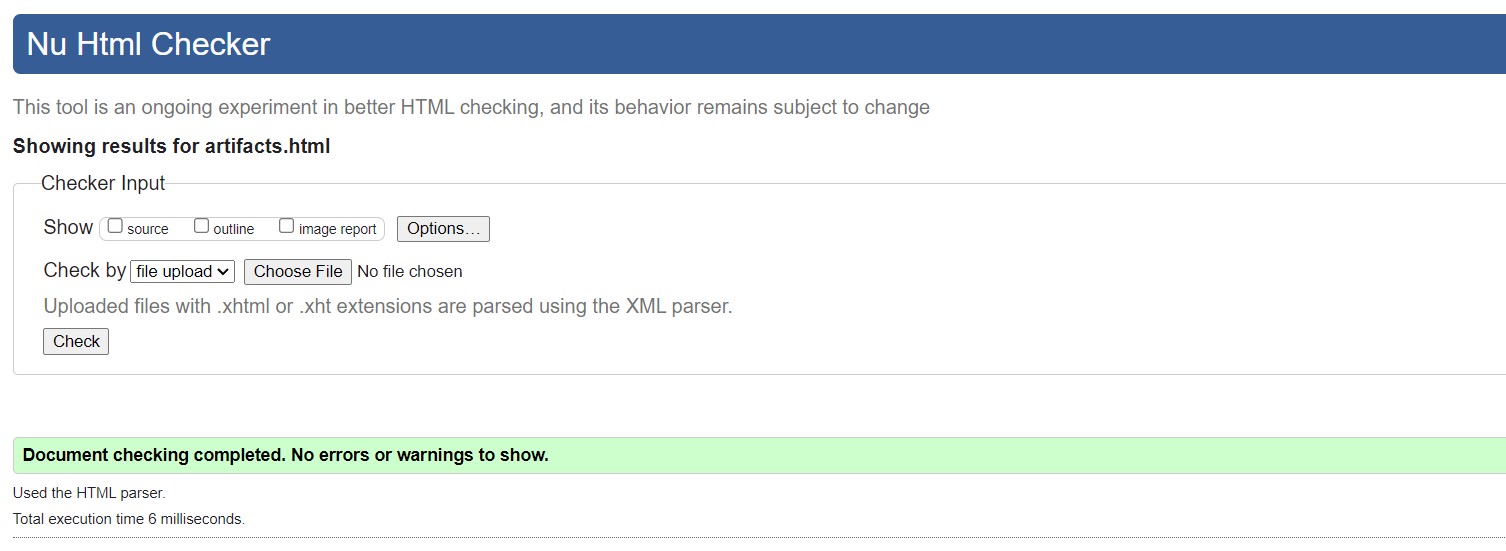 Nu Html Checker
This tool is an ongoing experiment in better HTML checking, and its behavior remains subject to change
Showing results for artifacts.html
Checker Input
Show source outline image report Options...
Check by file upload Choose File No file chosen
Uploaded files with .xhtml or .xht extensions are parsed using the XML parser.
Check
Document checking completed. No errors or warnings to show.
Used the HTML parser.
Total execution time 6 milliseconds.